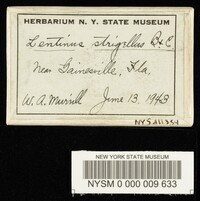 HERBARIUM N. Y. STATE MUSEUM
Lentinus strigellus B&C
Near Gainesville, Fla,
W. A. Murrill June 13, 1943
NEW YORK STATE MUSEUM
NYSM 0 000 009 633